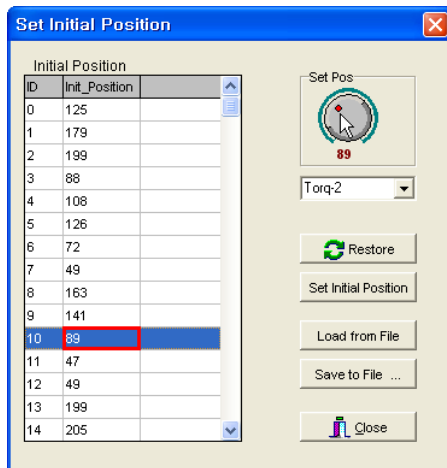 Set Initial Position
Initial Position
ID Init_Position
0 125
1 179
2 199
3 88
4 108
5 126
6 72
7 49
8 163
9 141
10 89
11 47
12 49
13 199
14 205
Set Pos
89
Torq-2
Restore
Set Initial Position
Load from File
Save to File ...
Close